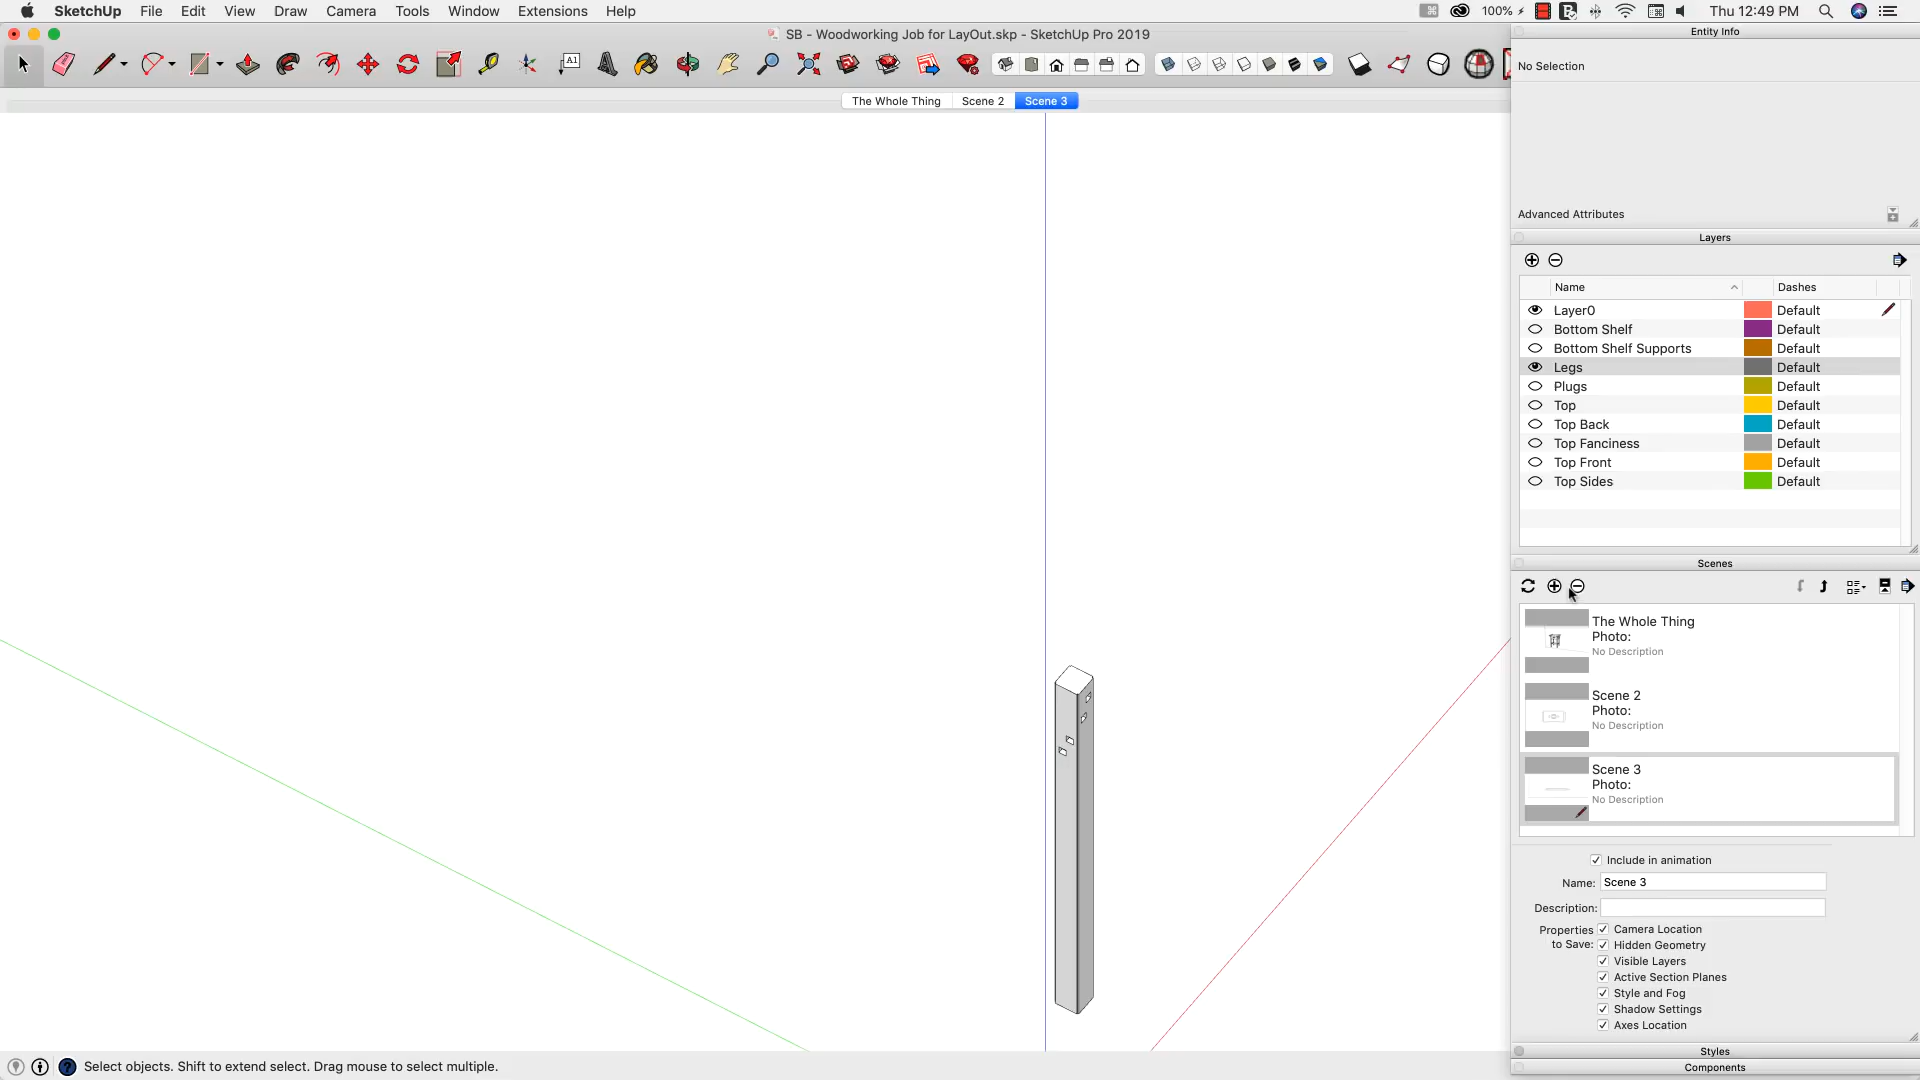 SketchUp File Edit View Draw Camera Tools Window Extensions Help
100% Thu 12:49 PM
SB - Woodworking Job for LayOut.skp - SketchUp Pro 2019
A1
The Whole Thing Scene 2 Scene 3
Entity Info
No Selection
Advanced Attributes
Layers
Name Dashes
Layer0 Default
Bottom Shelf Default
Bottom Shelf Supports Default
Legs Default
Plugs Default
Top Default
Top Back Default
Top Fanciness Default
Top Front Default
Top Sides Default
Scenes
The Whole Thing
Photo:
No Description
Scene 2
Photo:
No Description
Scene 3
Photo:
No Description
Include in animation
Name: Scene 3
Description:
Properties to Save:
Camera Location
Hidden Geometry
Visible Layers
Active Section Planes
Style and Fog
Shadow Settings
Axes Location
Styles
Components
Select objects. Shift to extend select. Drag mouse to select multiple.